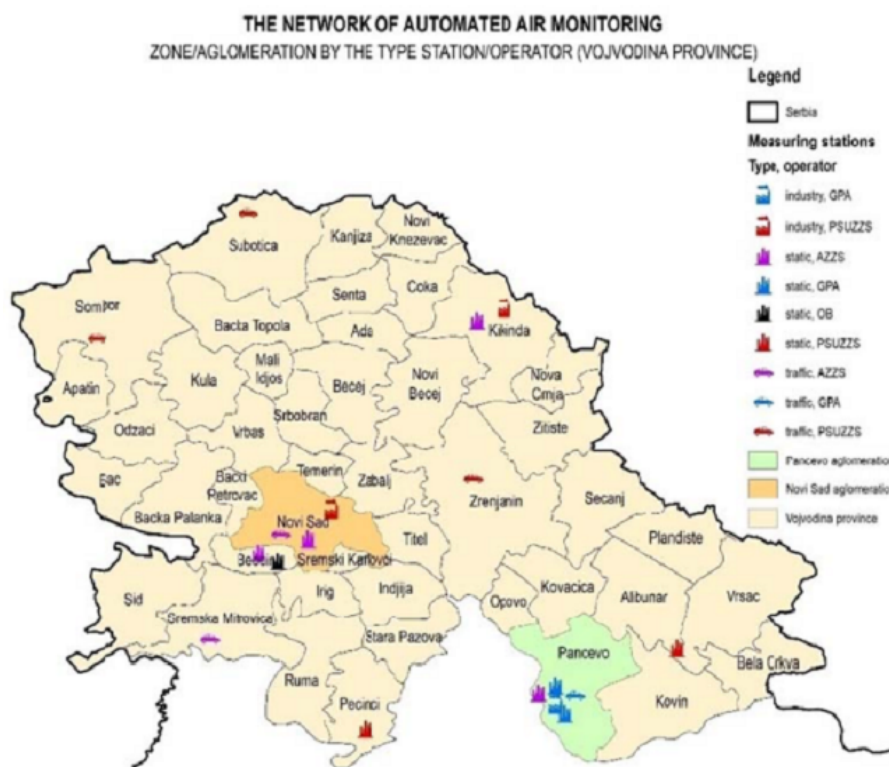 THE NETWORK OF AUTOMATED AIR MONITORING
ZONE/AGLOMERATION BY THE TYPE STATION/OPERATOR (VOJVODINA PROVINCE)
Legend
Serbia
Measuring stations
Type, operator
industry, GPA
industry, PSUZZS
static, AZZS
static, GPA
static, OB
static, PSUZZS
traffic, AZZS
traffic, GPA
traffic, PSUZZS
Pancevo aglomeration
Novi Sad aglomeration
Vojvodina province
Subotica
Kanjiza
Novi
Knezevac
Sombor
Senta
Coka
Backa Topola
Ada
Kikinda
Apatin
Kula
Mali
Idjos
Becej
Novi
Becej
Nova
Crnja
Srbobran
Odzaci
Vrbas
Zitiste
Bac
Backi
Petrovac
Temerin
Zabalj
Zrenjanin
Secanj
Backa Palanka
Novi Sad
Titel
Plandiste
Sremski Karlovci
Sid
Irig
Indjija
Opovo
Kovacica
Alibunar
Vrsac
Sremska Mitrovica
Stara Pazova
Pancevo
Bela Crkva
Ruma
Pecinci
Kovin